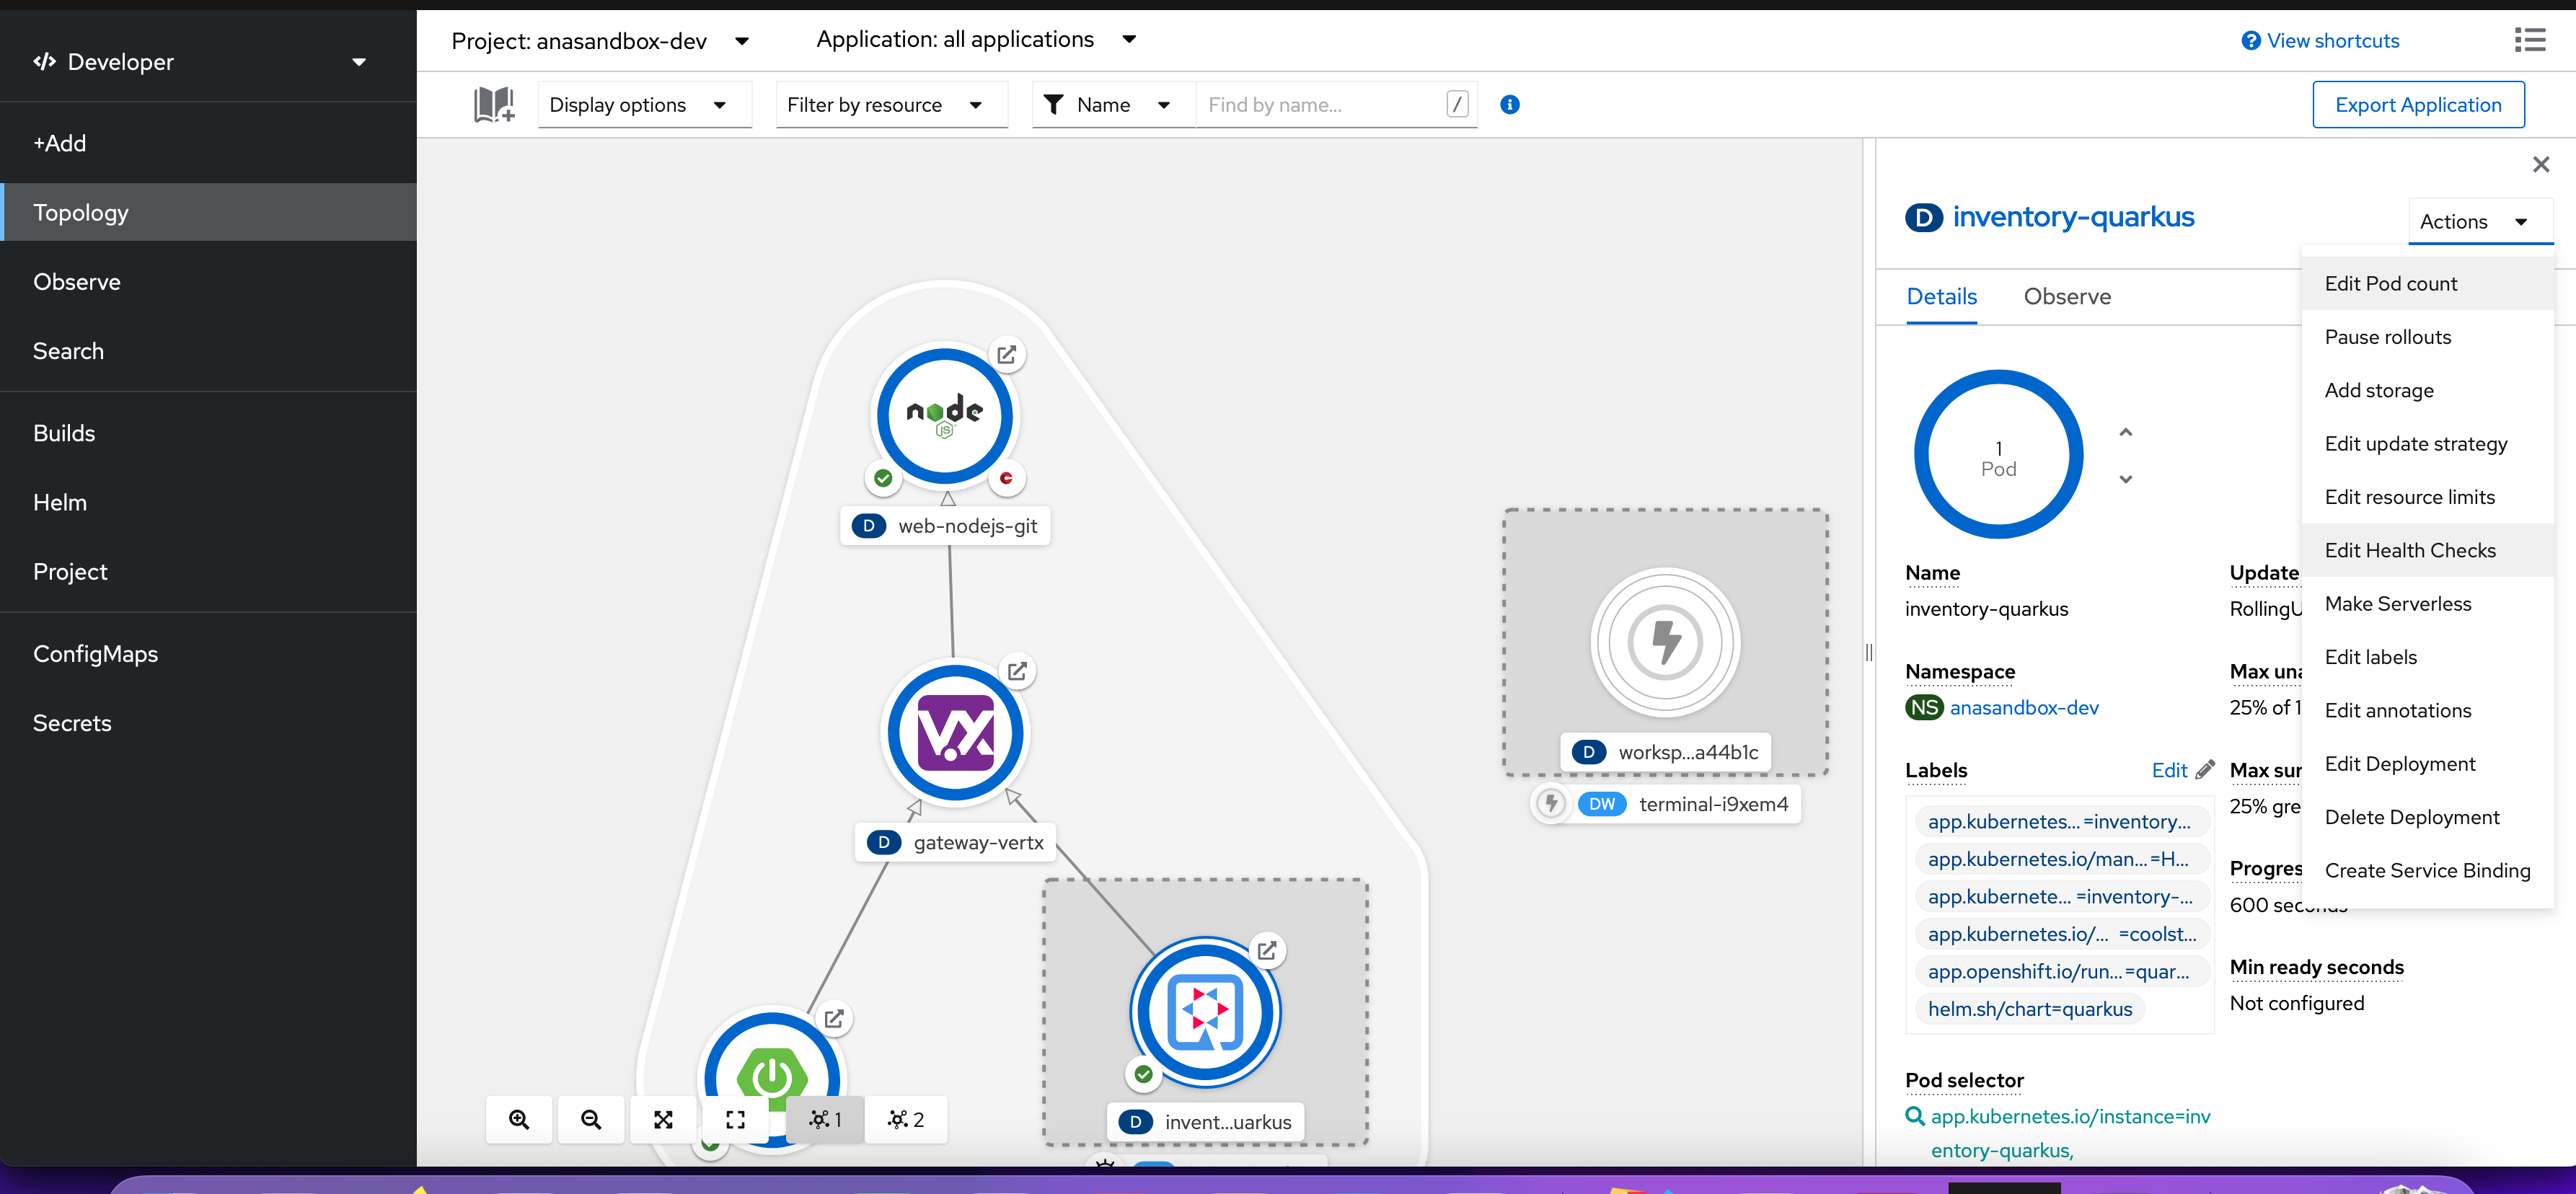 Developer
+Add
Topology
Observe
Search
Builds
Helm
Project
ConfigMaps
Secrets
Project: anasandbox-dev
Application: all applications
View shortcuts
Display options
Filter by resource
Name
Find by name...
/
Export Application
node
JS
D web-nodejs-git
V.X
D gateway-vertx
D invent...uarkus
D worksp...a44b1c
DW terminal-i9xem4
1
2
D inventory-quarkus
Actions
Details
Observe
1
Pod
Edit Pod count
Pause rollouts
Add storage
Edit update strategy
Edit resource limits
Edit Health Checks
Make Serverless
Edit labels
Edit annotations
Edit Deployment
Delete Deployment
Create Service Binding
Name
inventory-quarkus
Namespace
NS anasandbox-dev
Labels
Edit
app.kubernetes... =inventory...
app.kubernetes.io/man... =H...
app.kubernete... =inventory-...
app.kubernetes.io/... =coolst...
app.openshift.io/run... =quar...
helm.sh/chart=quarkus
Pod selector
app.kubernetes.io/instance=inv
entory-quarkus,
Update
RollingU
Max una
25% of 1
Max sur
25% gre
Progres
600 seconds
Min ready seconds
Not configured